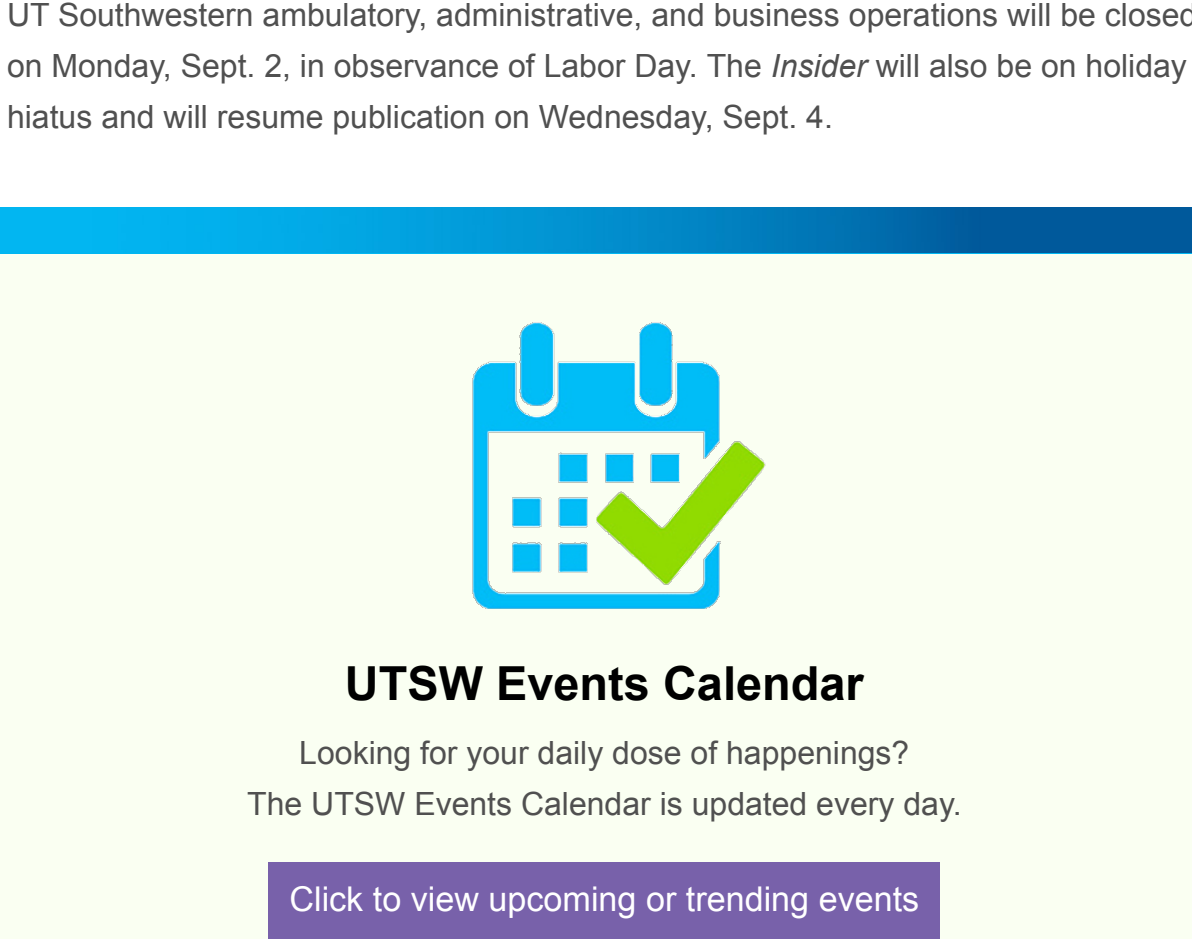 UT Southwestern ambulatory, administrative, and business operations will be closed
on Monday, Sept. 2, in observance of Labor Day. The Insider will also be on holiday
hiatus and will resume publication on Wednesday, Sept. 4.
UTSW Events Calendar
Looking for your daily dose of happenings?
The UTSW Events Calendar is updated every day.
Click to view upcoming or trending events